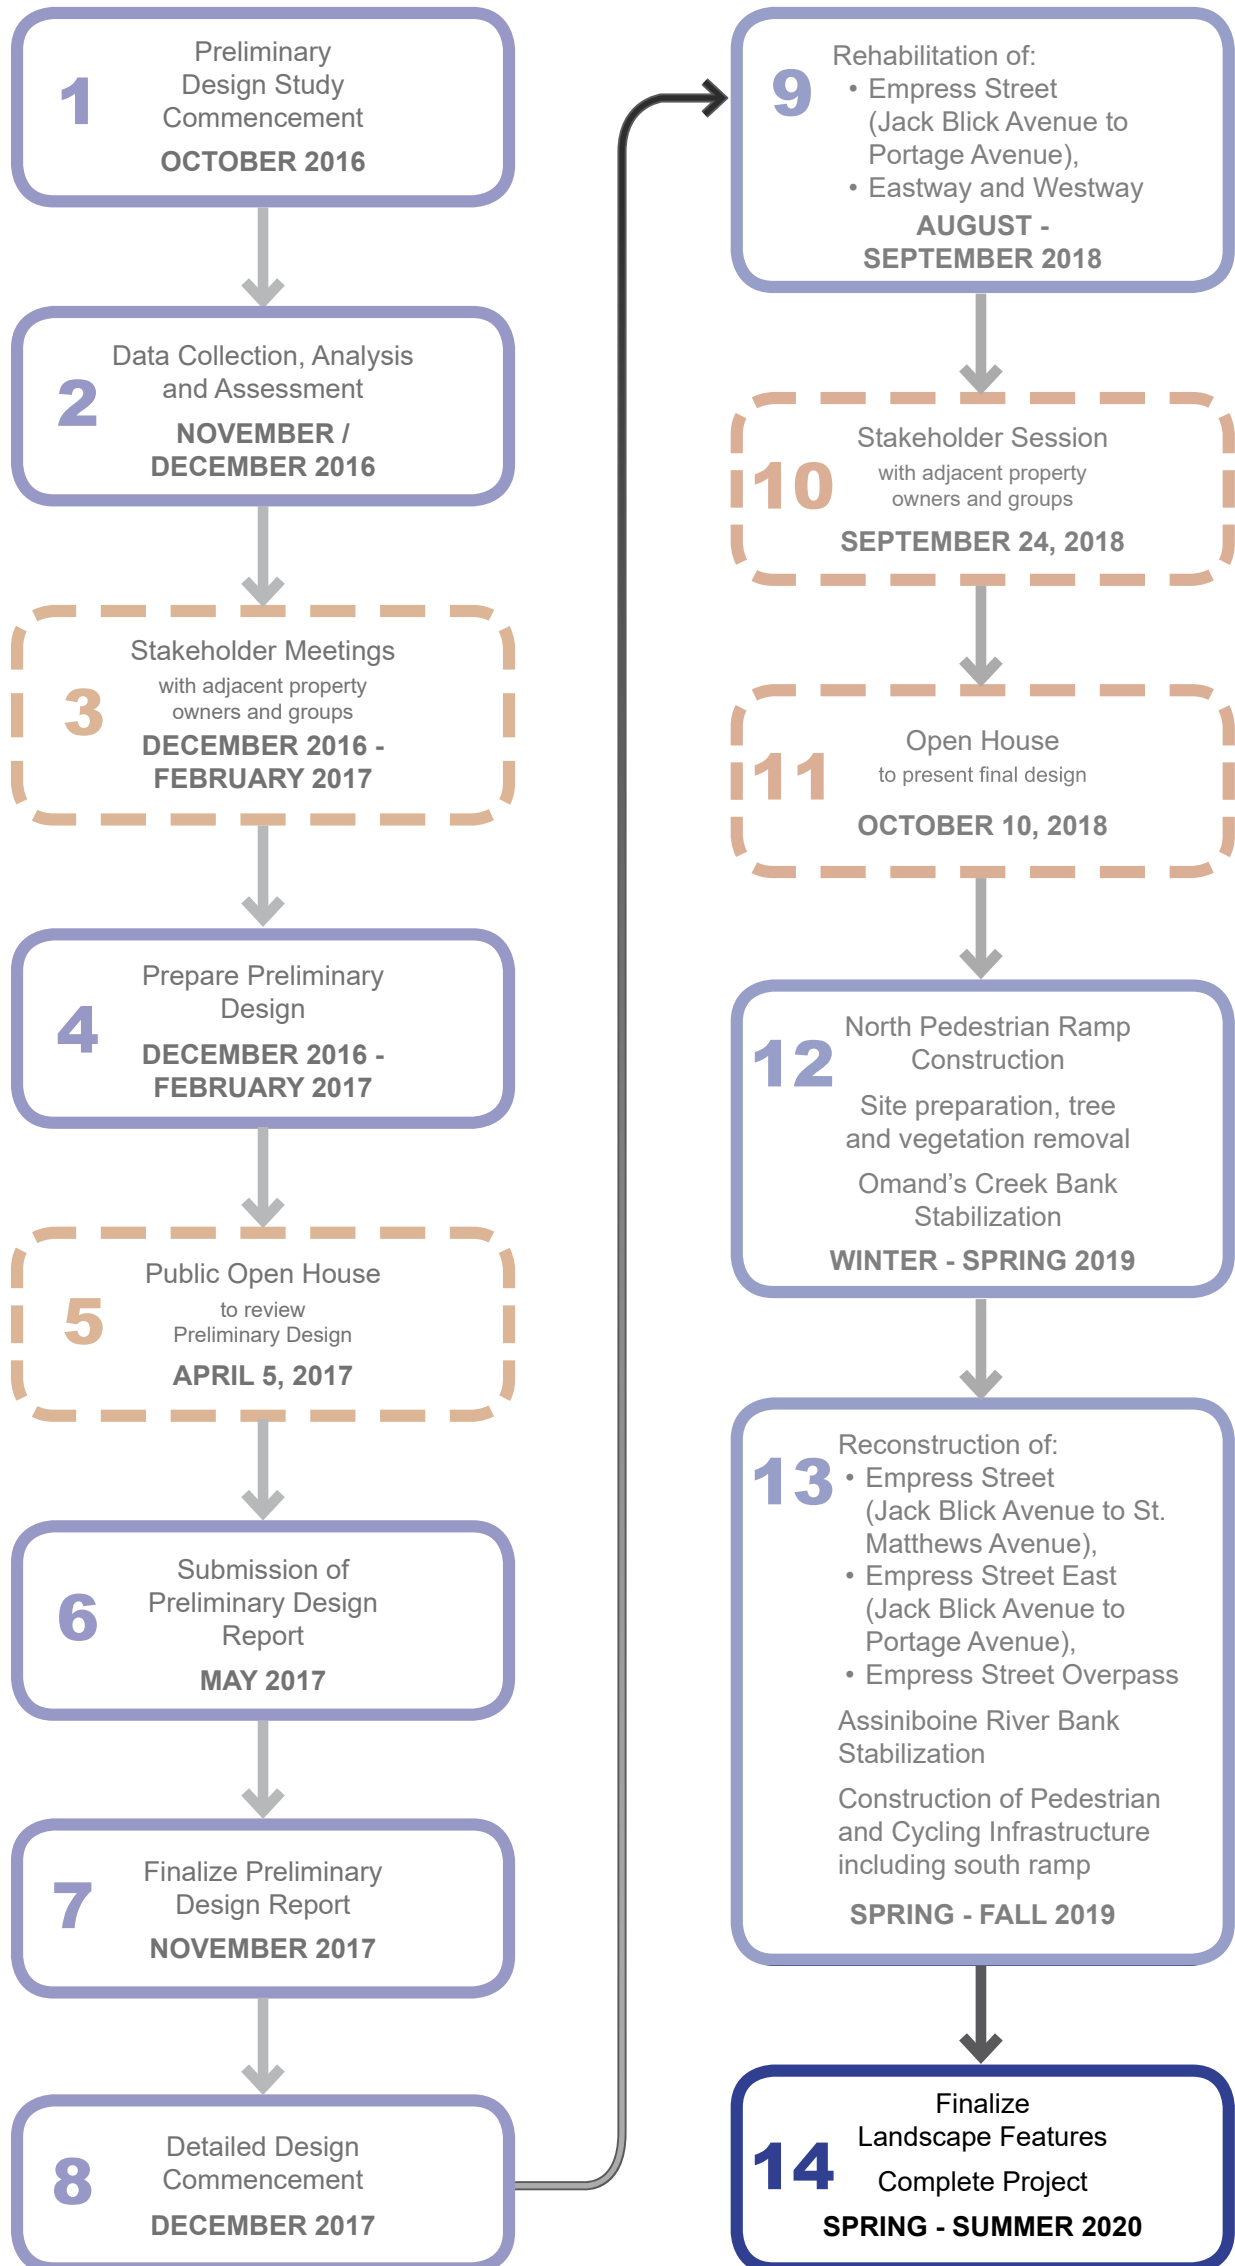 1
Preliminary
Design Study
Commencement
OCTOBER 2016
2
Data Collection, Analysis
and Assessment
NOVEMBER /
DECEMBER 2016
3
Stakeholder Meetings
with adjacent property
owners and groups
DECEMBER 2016 -
FEBRUARY 2017
4
Prepare Preliminary
Design
DECEMBER 2016 -
FEBRUARY 2017
5
Public Open House
to review
Preliminary Design
APRIL 5, 2017
6
Submission of
Preliminary Design
Report
MAY 2017
7
Finalize Preliminary
Design Report
NOVEMBER 2017
8
Detailed Design
Commencement
DECEMBER 2017
9
Rehabilitation of:
• Empress Street
(Jack Blick Avenue to
Portage Avenue),
• Eastway and Westway
AUGUST -
SEPTEMBER 2018
10
Stakeholder Session
with adjacent property
owners and groups
SEPTEMBER 24, 2018
11
Open House
to present final design
OCTOBER 10, 2018
12
North Pedestrian Ramp
Construction
Site preparation, tree
and vegetation removal
Omand's Creek Bank
Stabilization
WINTER - SPRING 2019
13
Reconstruction of:
• Empress Street
(Jack Blick Avenue to St.
Matthews Avenue),
• Empress Street East
(Jack Blick Avenue to
Portage Avenue),
• Empress Street Overpass
Assiniboine River Bank
Stabilization
Construction of Pedestrian
and Cycling Infrastructure
including south ramp
SPRING - FALL 2019
14
Finalize
Landscape Features
Complete Project
SPRING - SUMMER 2020